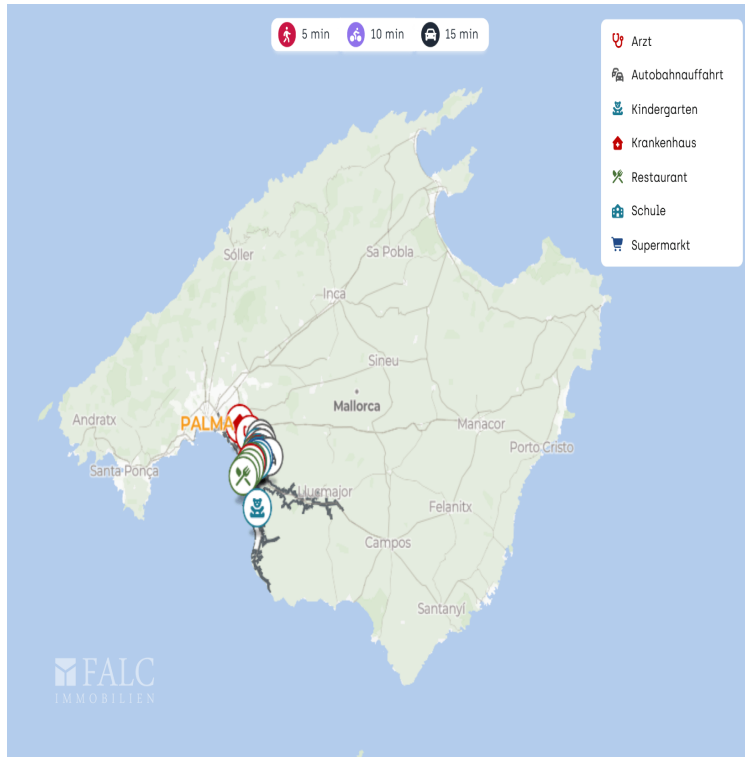 5 min
10 min
15 min
Arzt
Autobahnauffahrt
Kindergarten
Krankenhaus
Restaurant
Schule
Supermarkt
Sóller
Sa Pobla
Inca
Sineu
Mallorca
Andratx
PALMA
Manacor
Porto Cristo
Santa Ponça
Llucmajor
Felanitx
Campos
Santanyí
FALC
IMMOBILIEN